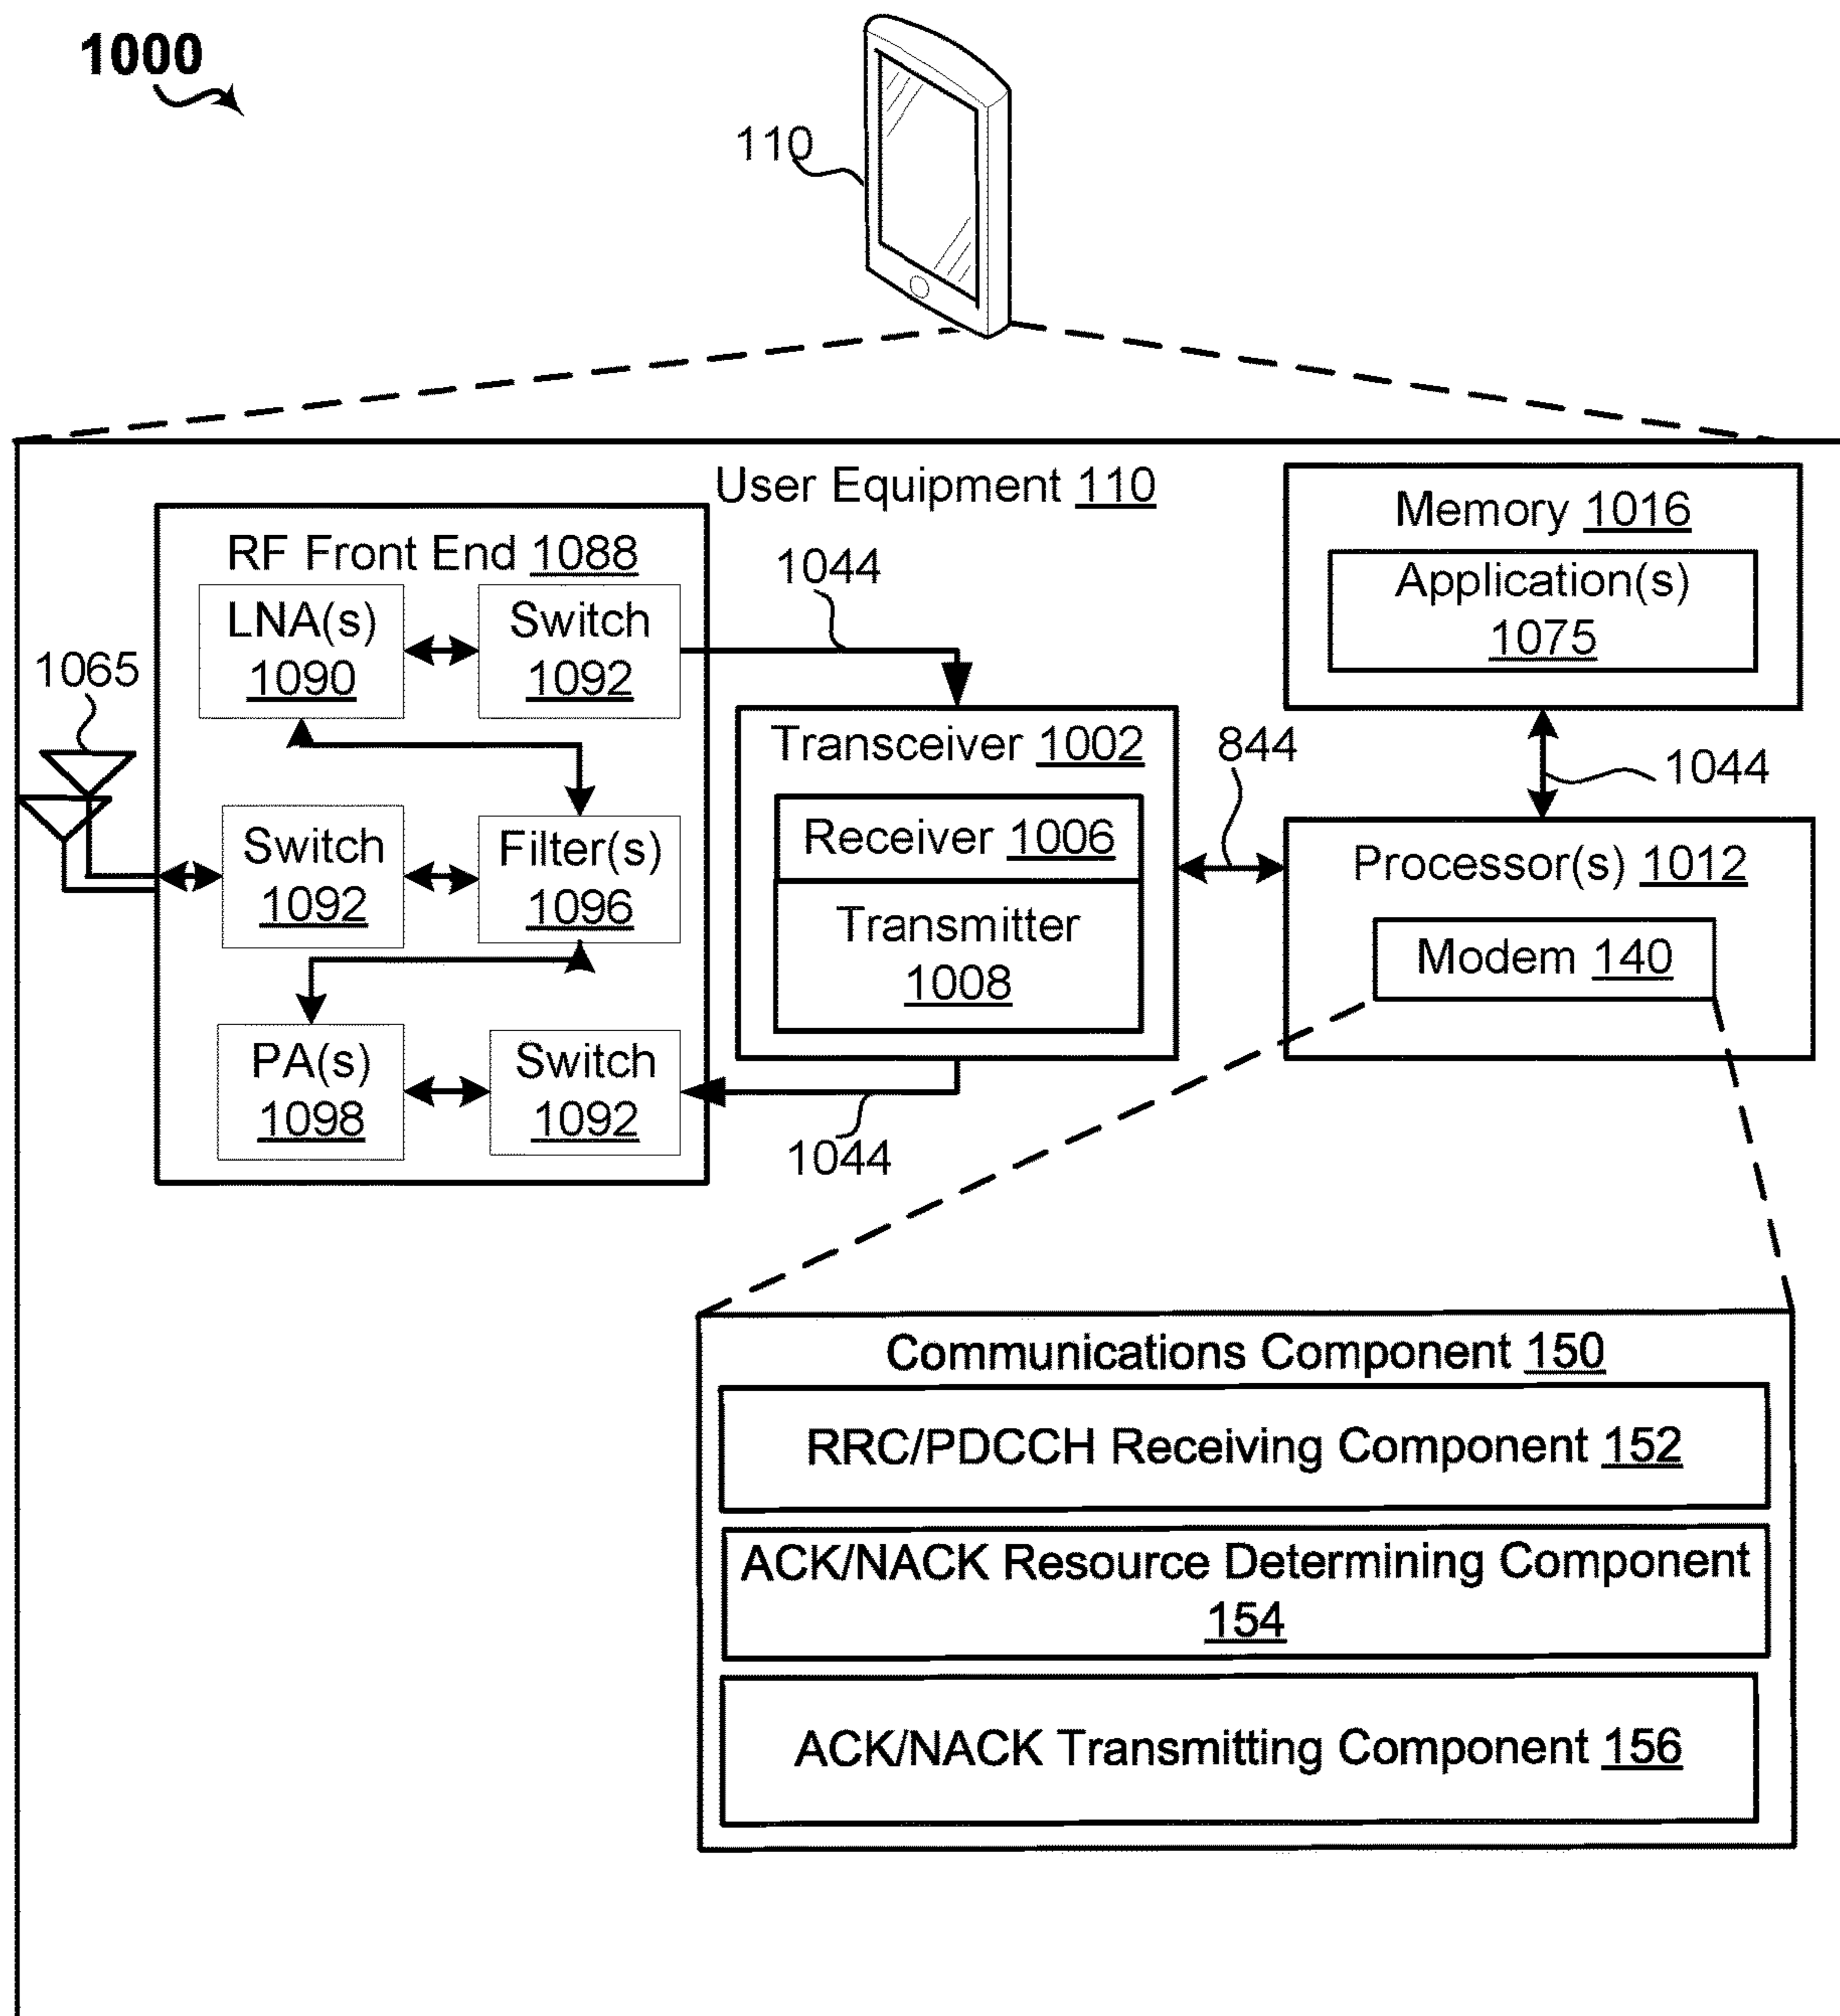 1000
110
User Equipment 110
RF Front End 1088
LNA(s)
1090
Switch
1092
1044
1065
Switch
1092
Filter(s)
1096
PA(s)
1098
Switch
1092
1044
Transceiver 1002
Receiver 1006
Transmitter
1008
844
Memory 1016
Application(s)
1075
1044
Processor(s) 1012
Modem 140
Communications Component 150
RRC/PDCCH Receiving Component 152
ACK/NACK Resource Determining Component
154
ACK/NACK Transmitting Component 156